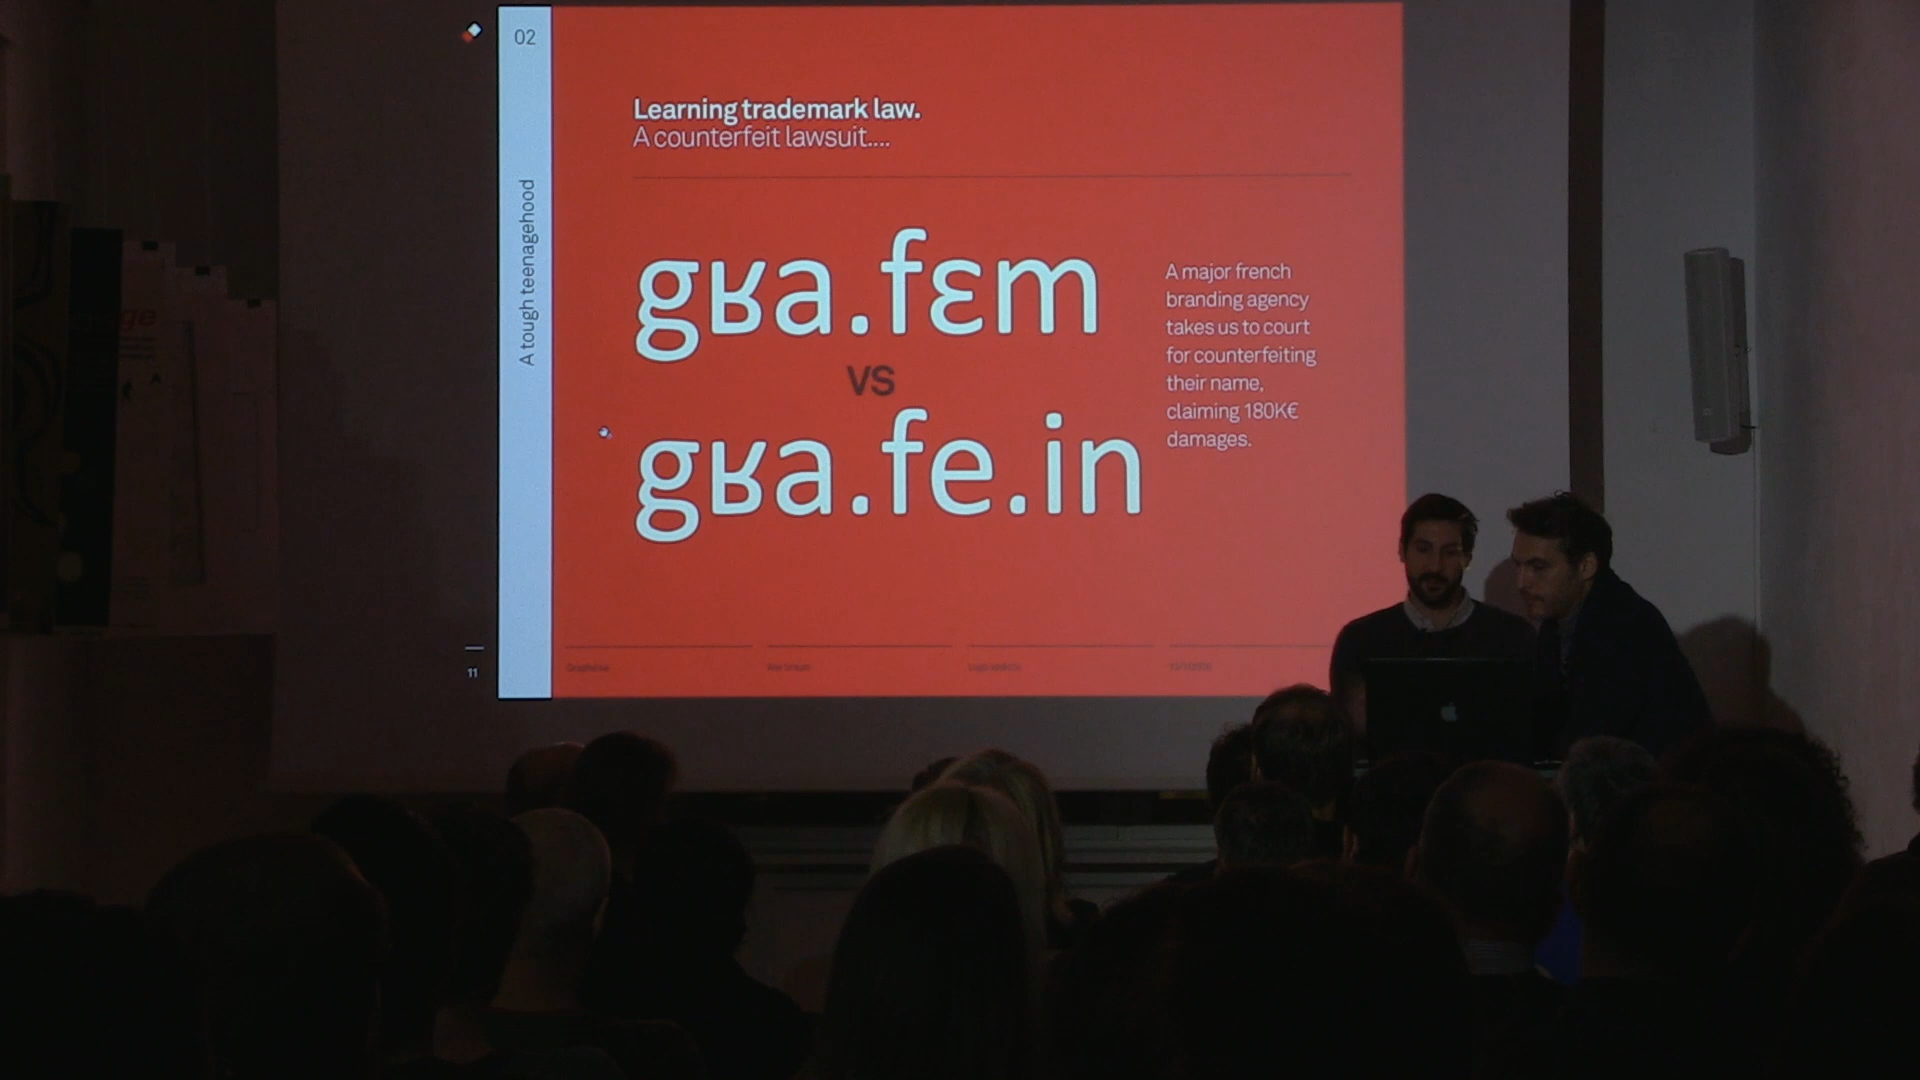 02
A tough teenagehood
Learning trademark law.
A counterfeit lawsuit....
gʁa.fɛm
vs
gʁa.fe.in
A major french
branding agency
takes us to court
for counterfeiting
their name,
claiming 180K€
damages.
11